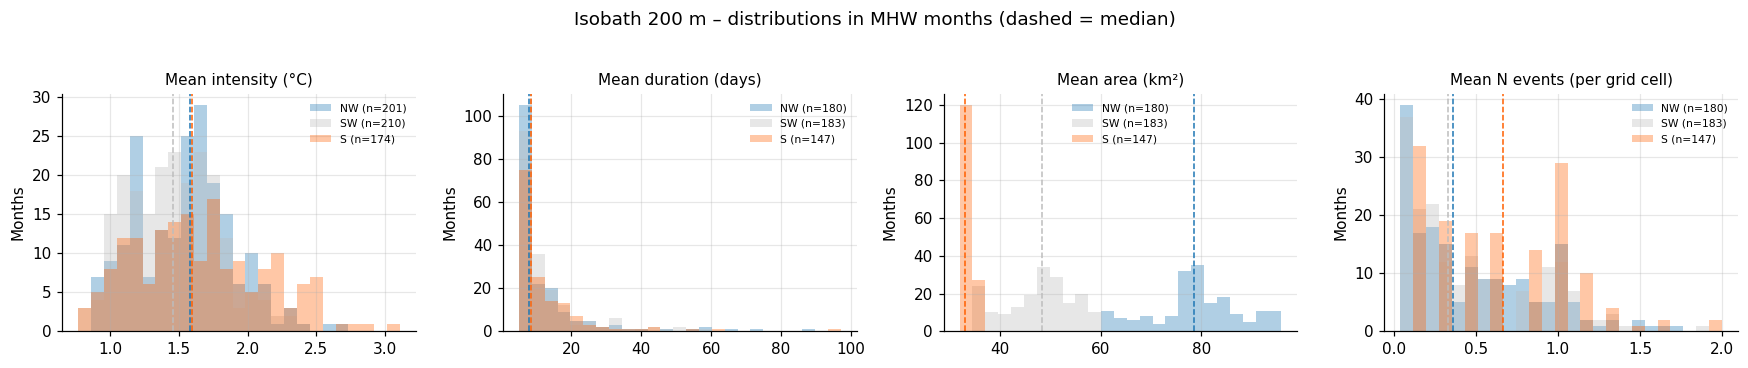 Isobath 200 m – distributions in MHW months (dashed = median)
Mean intensity (°C)
Months
30
25
20
15
10
5
0
1.0 1.5 2.0 2.5 3.0
NW (n=201)
SW (n=210)
S (n=174)
Mean duration (days)
Months
100
80
60
40
20
0
20 40 60 80 100
NW (n=180)
SW (n=183)
S (n=147)
Mean area (km²)
Months
120
100
80
60
40
20
0
40 60 80
NW (n=180)
SW (n=183)
S (n=147)
Mean N events (per grid cell)
Months
40
30
20
10
0
0.0 0.5 1.0 1.5 2.0
NW (n=180)
SW (n=183)
S (n=147)